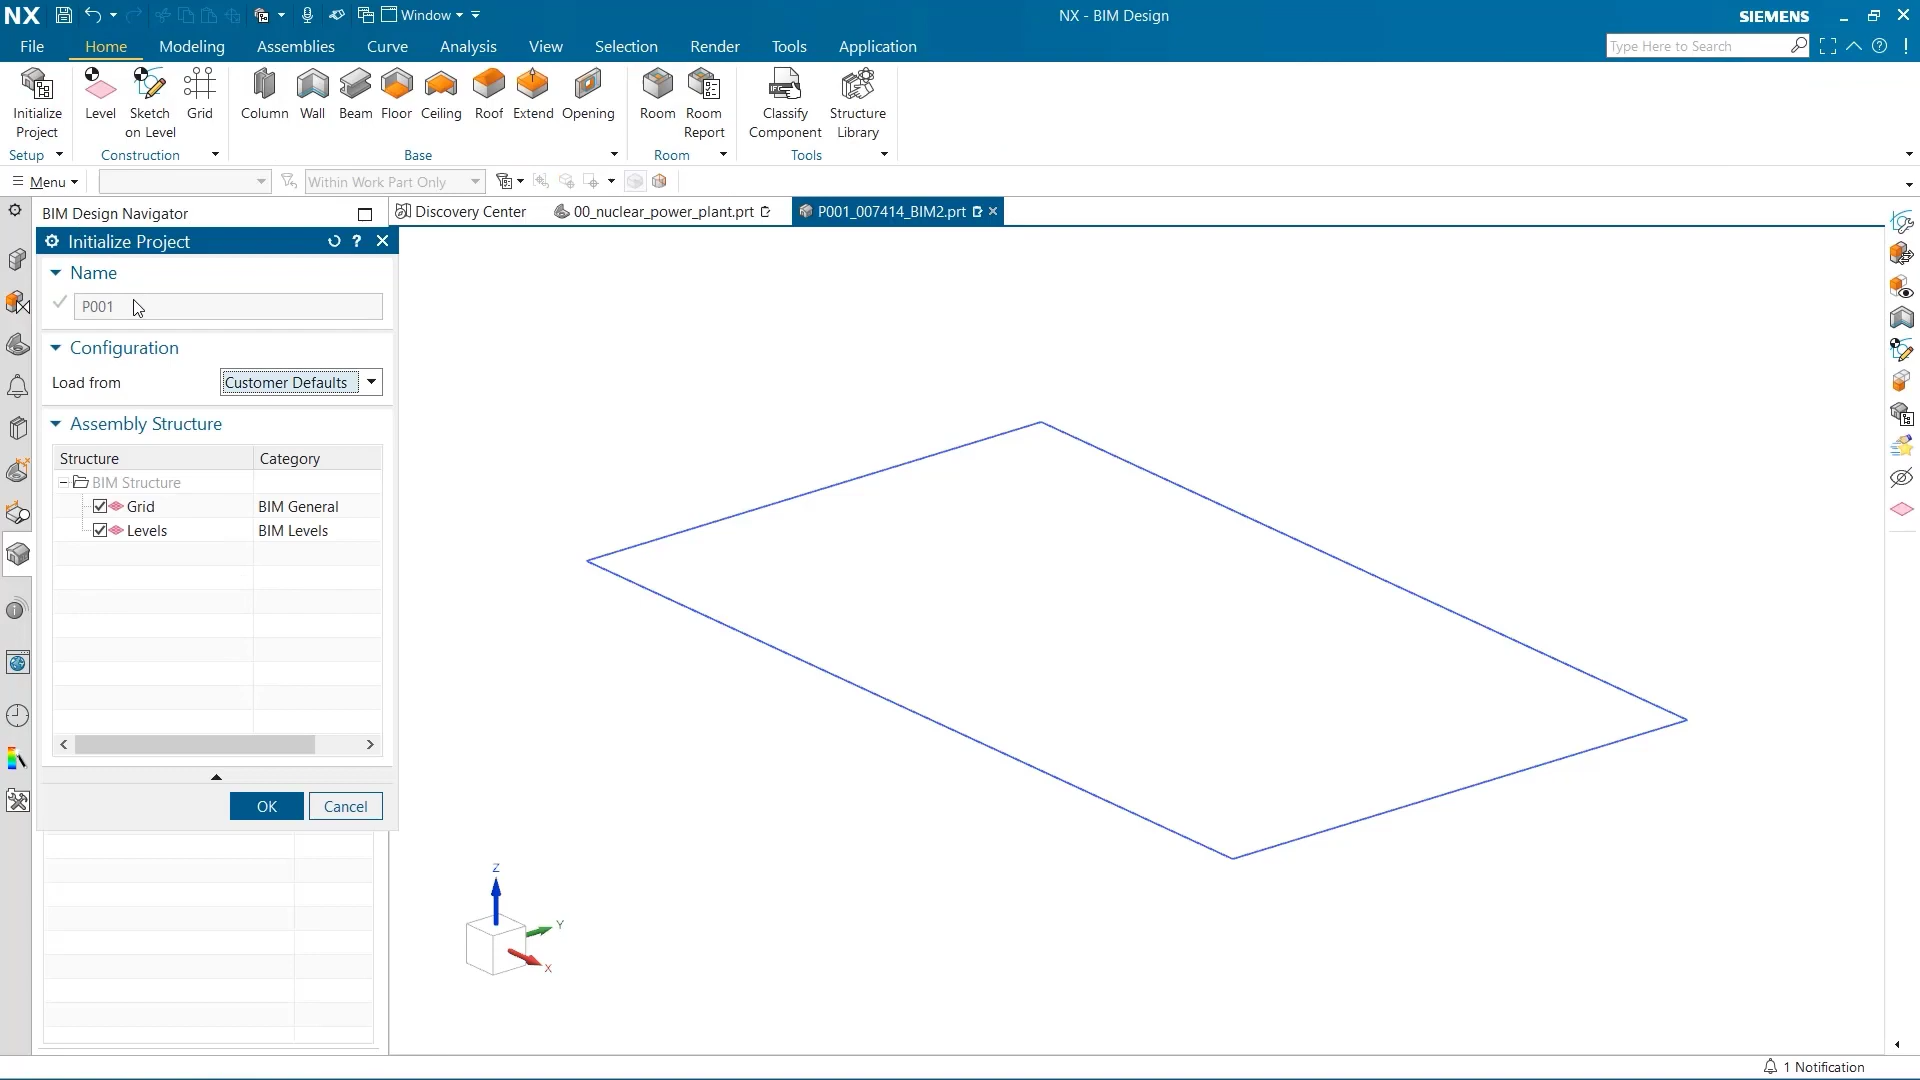 NX Window NX - BIM Design SIEMENS
File Home Modeling Assemblies Curve Analysis View Selection Render Tools Application Type Here to Search
Initialize Project
Level
Sketch on Level
Grid
Column
Wall
Beam
Floor
Ceiling
Roof
Extend
Opening
Room
Room Report
Classify Component
Structure Library
Setup Construction Base Room Tools
Menu Within Work Part Only
BIM Design Navigator
Discovery Center 00_nuclear_power_plant.prt P001_007414_BIM2.prt
Initialize Project
Name
P001
Configuration
Load from Customer Defaults
Assembly Structure
Structure Category
BIM Structure
Grid BIM General
Levels BIM Levels
OK Cancel
Z
Y
X
1 Notification